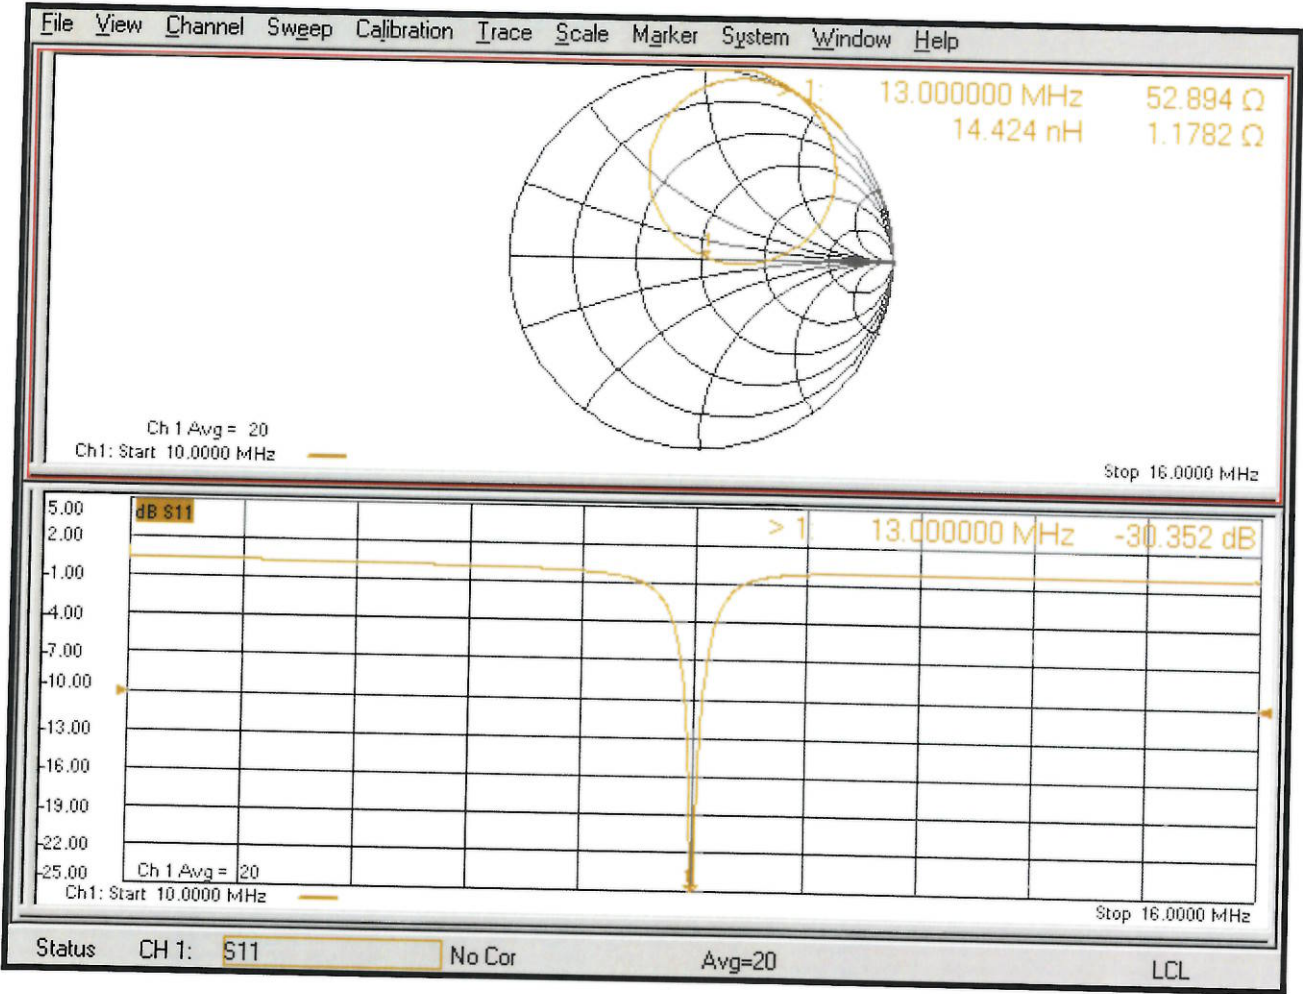 File View Channel Sweep Calibration Trace Scale Marker System Window Help
> 1: 13.000000 MHz 52.894 Ω
14.424 nH 1.1782 Ω
1
Ch 1 Avg = 20
Ch1: Start 10.0000 MHz
Stop 16.0000 MHz
5.00
dB S11
2.00
> 1: 13.000000 MHz -30.352 dB
-1.00
-4.00
-7.00
-10.00
-13.00
-16.00
-19.00
-22.00
-25.00
Ch 1 Avg = 20
1
Ch1: Start 10.0000 MHz
Stop 16.0000 MHz
Status CH 1: S11 No Cor Avg=20 LCL